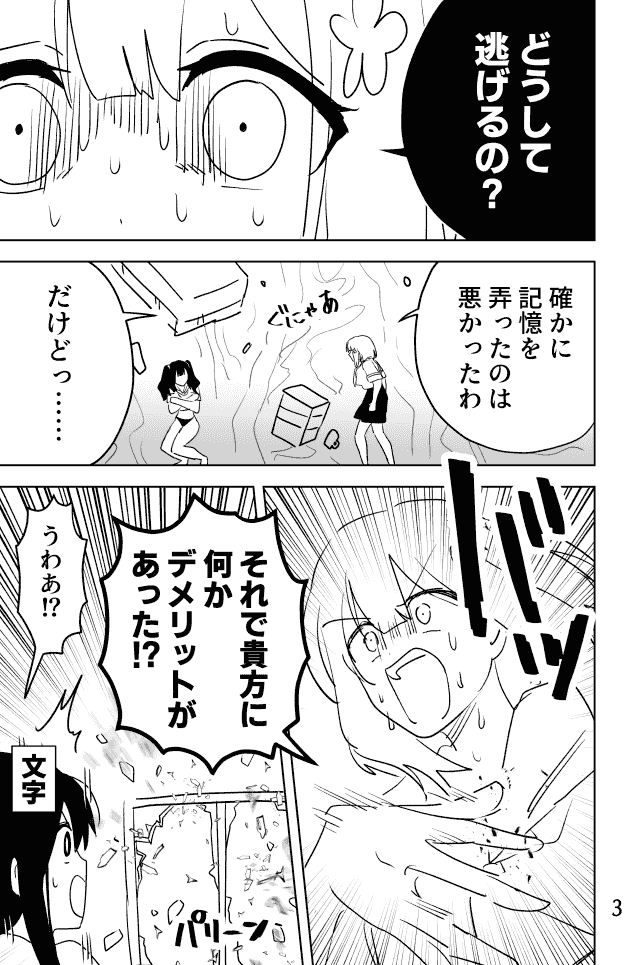 どうして
逃げるの？
確かに
記憶を
弄ったのは
悪かったわ
ぐにゃあ
だけどっ……
バッ
それで貴方に
何か
デメリットが
あった!?
うわあ!?
文字
パリーン
3